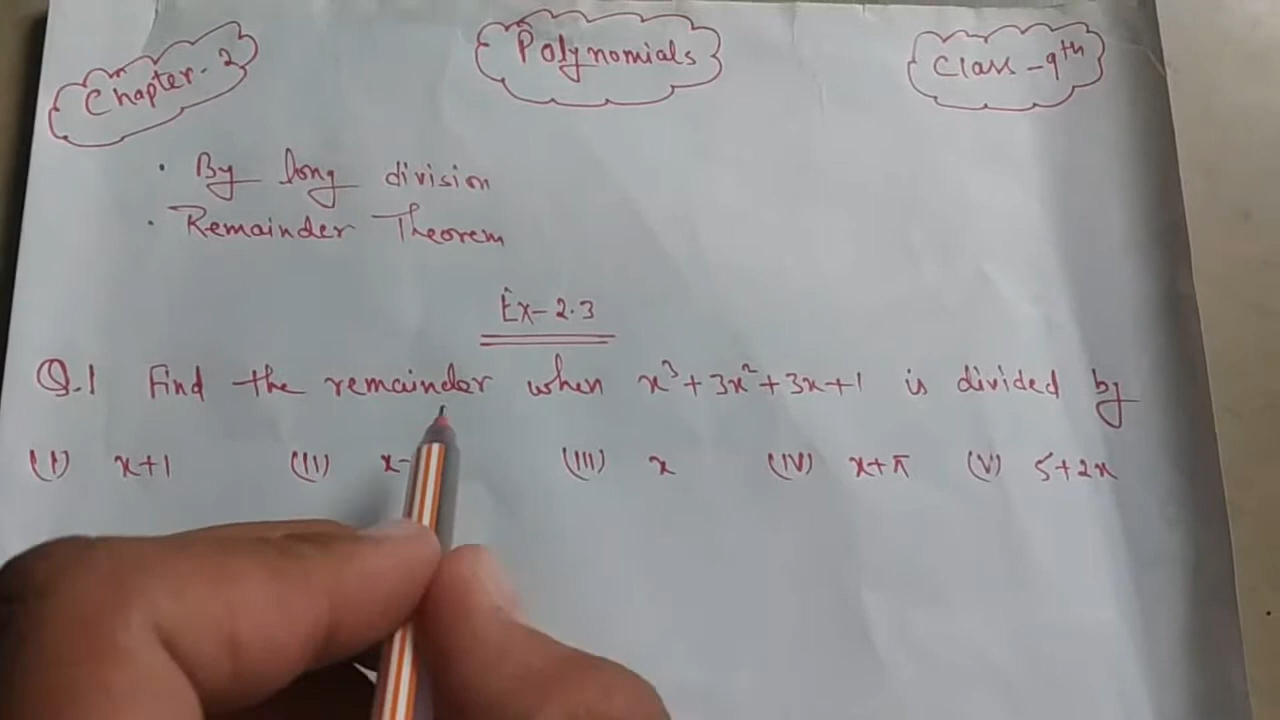 Chapter-2 Polynomials Class-9th
· By long division
· Remainder Theorem
Ex-2.3
Q.1 Find the remainder when x³+3x²+3x+1 is divided by
(I) x+1 (II) x- (III) x (IV) x+π (V) 5+2x